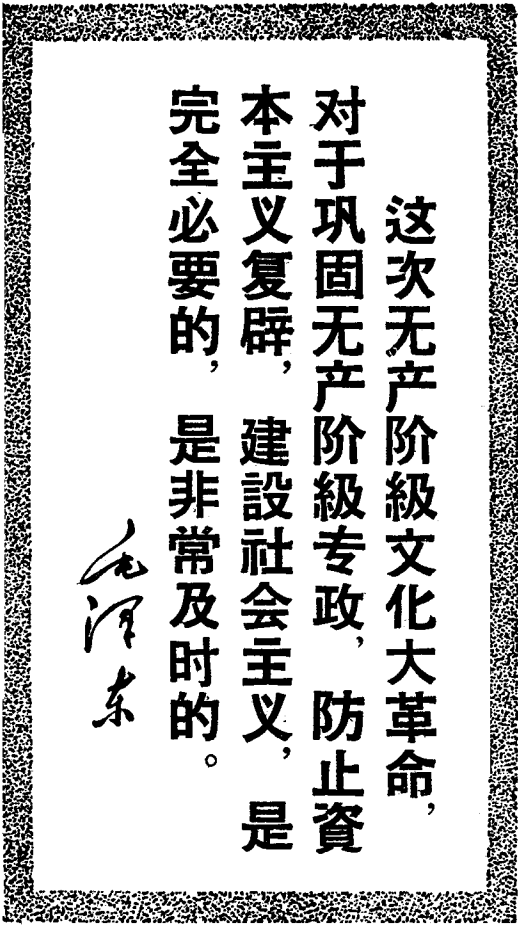 这次无产阶級文化大革命，
对于巩固无产阶級专政，防止資
本主义复辟，建設社会主义，是
完全必要的，是非常及时的。
毛泽东